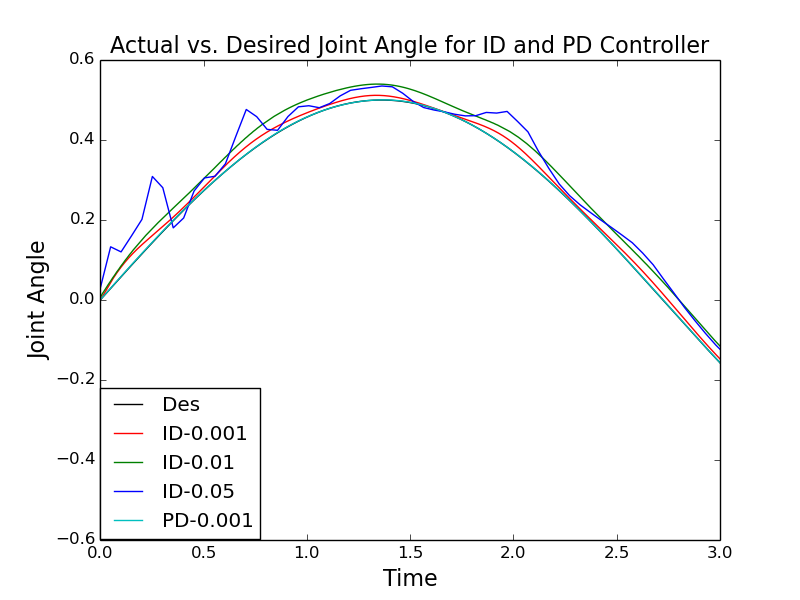 Actual vs. Desired Joint Angle for ID and PD Controller
0.6
0.4
0.2
0.0
−0.2
−0.4
−0.6
Joint Angle
Des
ID-0.001
ID-0.01
ID-0.05
PD-0.001
0.0 0.5 1.0 1.5 2.0 2.5 3.0
Time